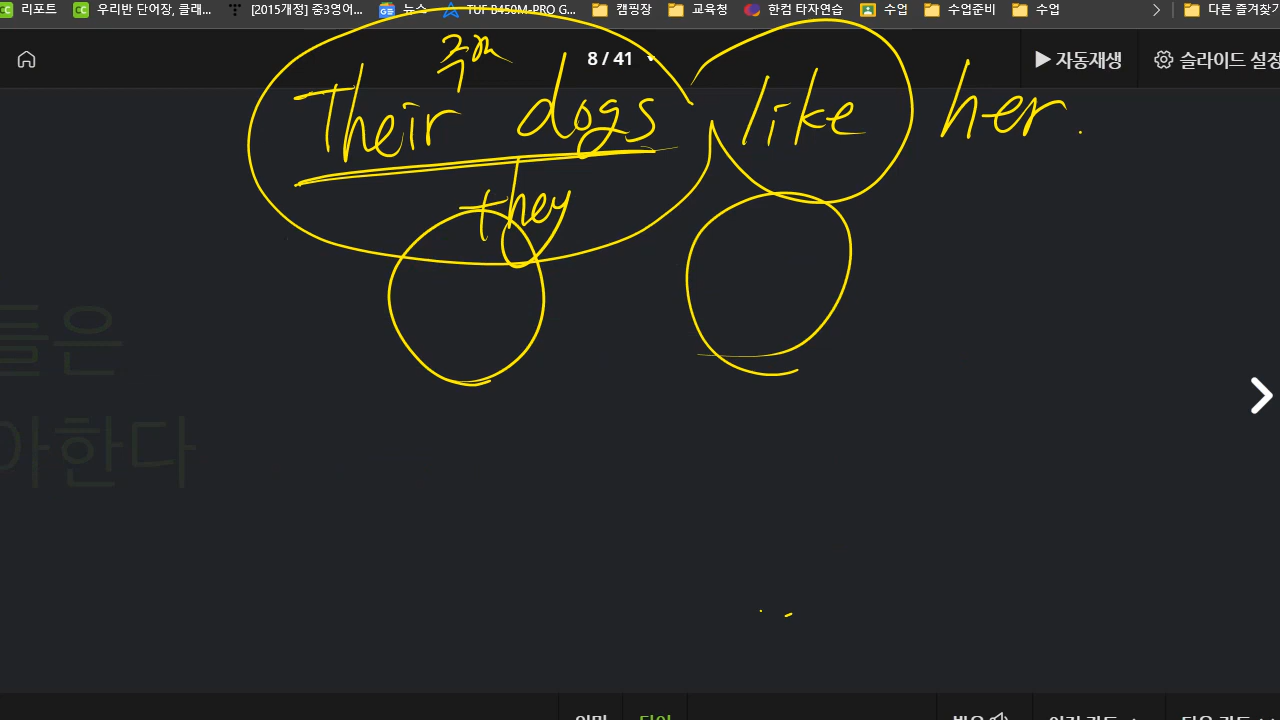 리포트 우리반 단어장, 클래... [2015개정] 중3영어... 뉴스 TUF B450M-PRO G... 캠핑장 교육청 한컴 타자연습 수업 수업준비 수업 다른 즐겨찾
8 / 41 자동재생 슬라이드 설정
주어
Their dogs like her.
they
들은
아한다